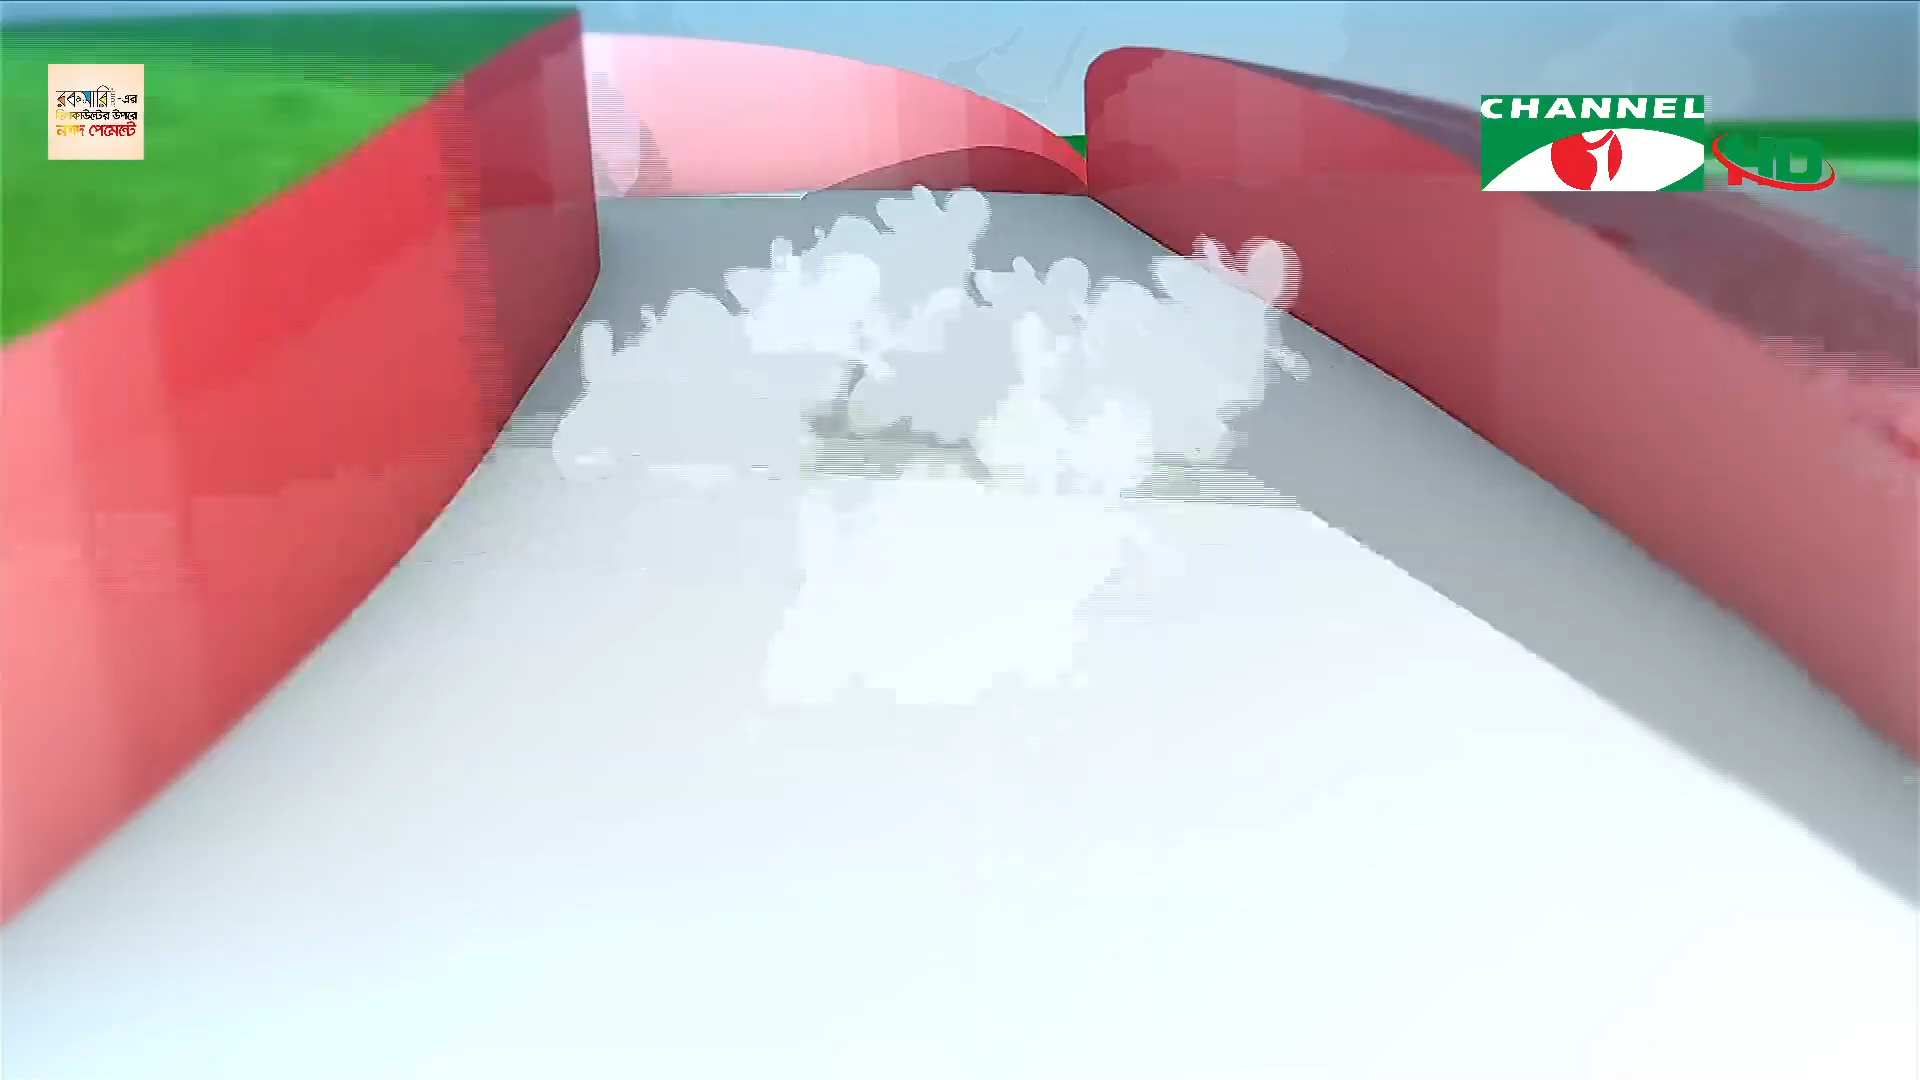 রকমারি-এর
ডিসকাউন্টের উপরে
নগদ পেমেন্টে
CHANNEL
i
HD